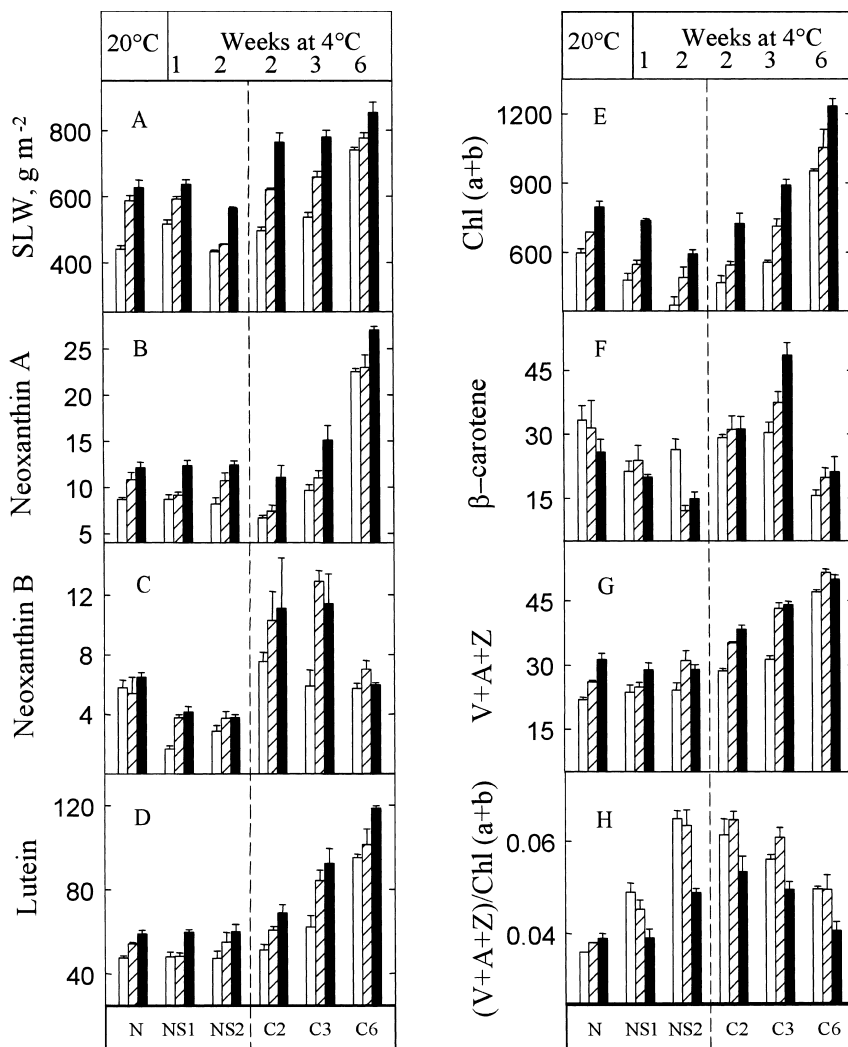 20°C
Weeks at 4°C
1 2 2 3 6
SLW, g m⁻²
800
600
400
A
Neoxanthin A
25
20
15
10
5
B
Neoxanthin B
12
8
4
C
Lutein
120
80
40
D
N NS1 NS2 C2 C3 C6
20°C
Weeks at 4°C
1 2 2 3 6
Chl (a+b)
1200
900
600
E
β–carotene
45
30
15
F
V+A+Z
45
30
15
G
(V+A+Z)/Chl (a+b)
0.06
0.04
H
N NS1 NS2 C2 C3 C6